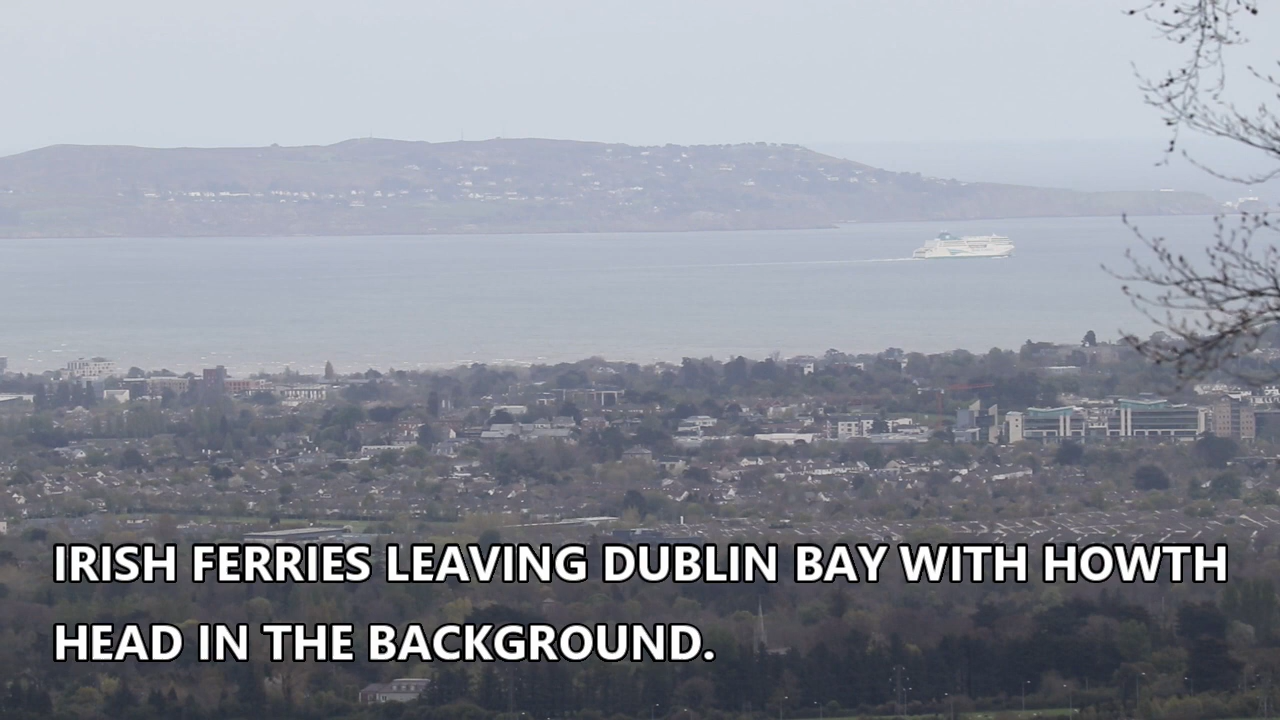 IRISH FERRIES LEAVING DUBLIN BAY WITH HOWTH
HEAD IN THE BACKGROUND.